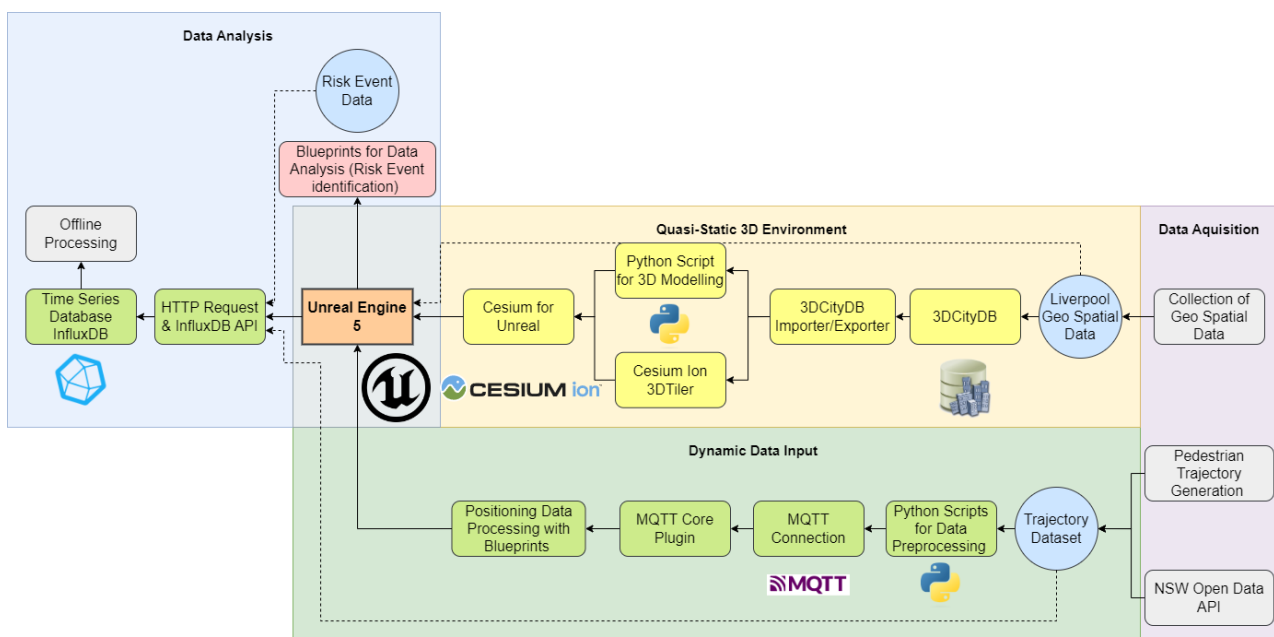 Data Analysis
Risk Event
Data
Blueprints for Data
Analysis (Risk Event
identification)
Offline
Processing
Time Series
Database
InfluxDB
HTTP Request
& InfluxDB API
Unreal Engine
5
Quasi-Static 3D Environment
Python Script
for 3D Modelling
Cesium for
Unreal
Cesium Ion
3DTiler
CESIUM ion
3DCityDB
Importer/Exporter
3DCityDB
Liverpool
Geo Spatial
Data
Data Aquisition
Collection of
Geo Spatial
Data
Dynamic Data Input
Positioning Data
Processing with
Blueprints
MQTT Core
Plugin
MQTT
Connection
MQTT
Python Scripts
for Data
Preprocessing
Trajectory
Dataset
Pedestrian
Trajectory
Generation
NSW Open Data
API